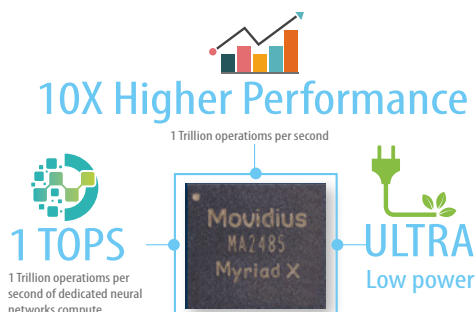 10X Higher Performance
1 Trillion operatioms per second
Movidius
MA2485
Myriad X
1 TOPS
1 Trillion operatioms per
second of dedicated neural
networks compute
ULTRA
Low power